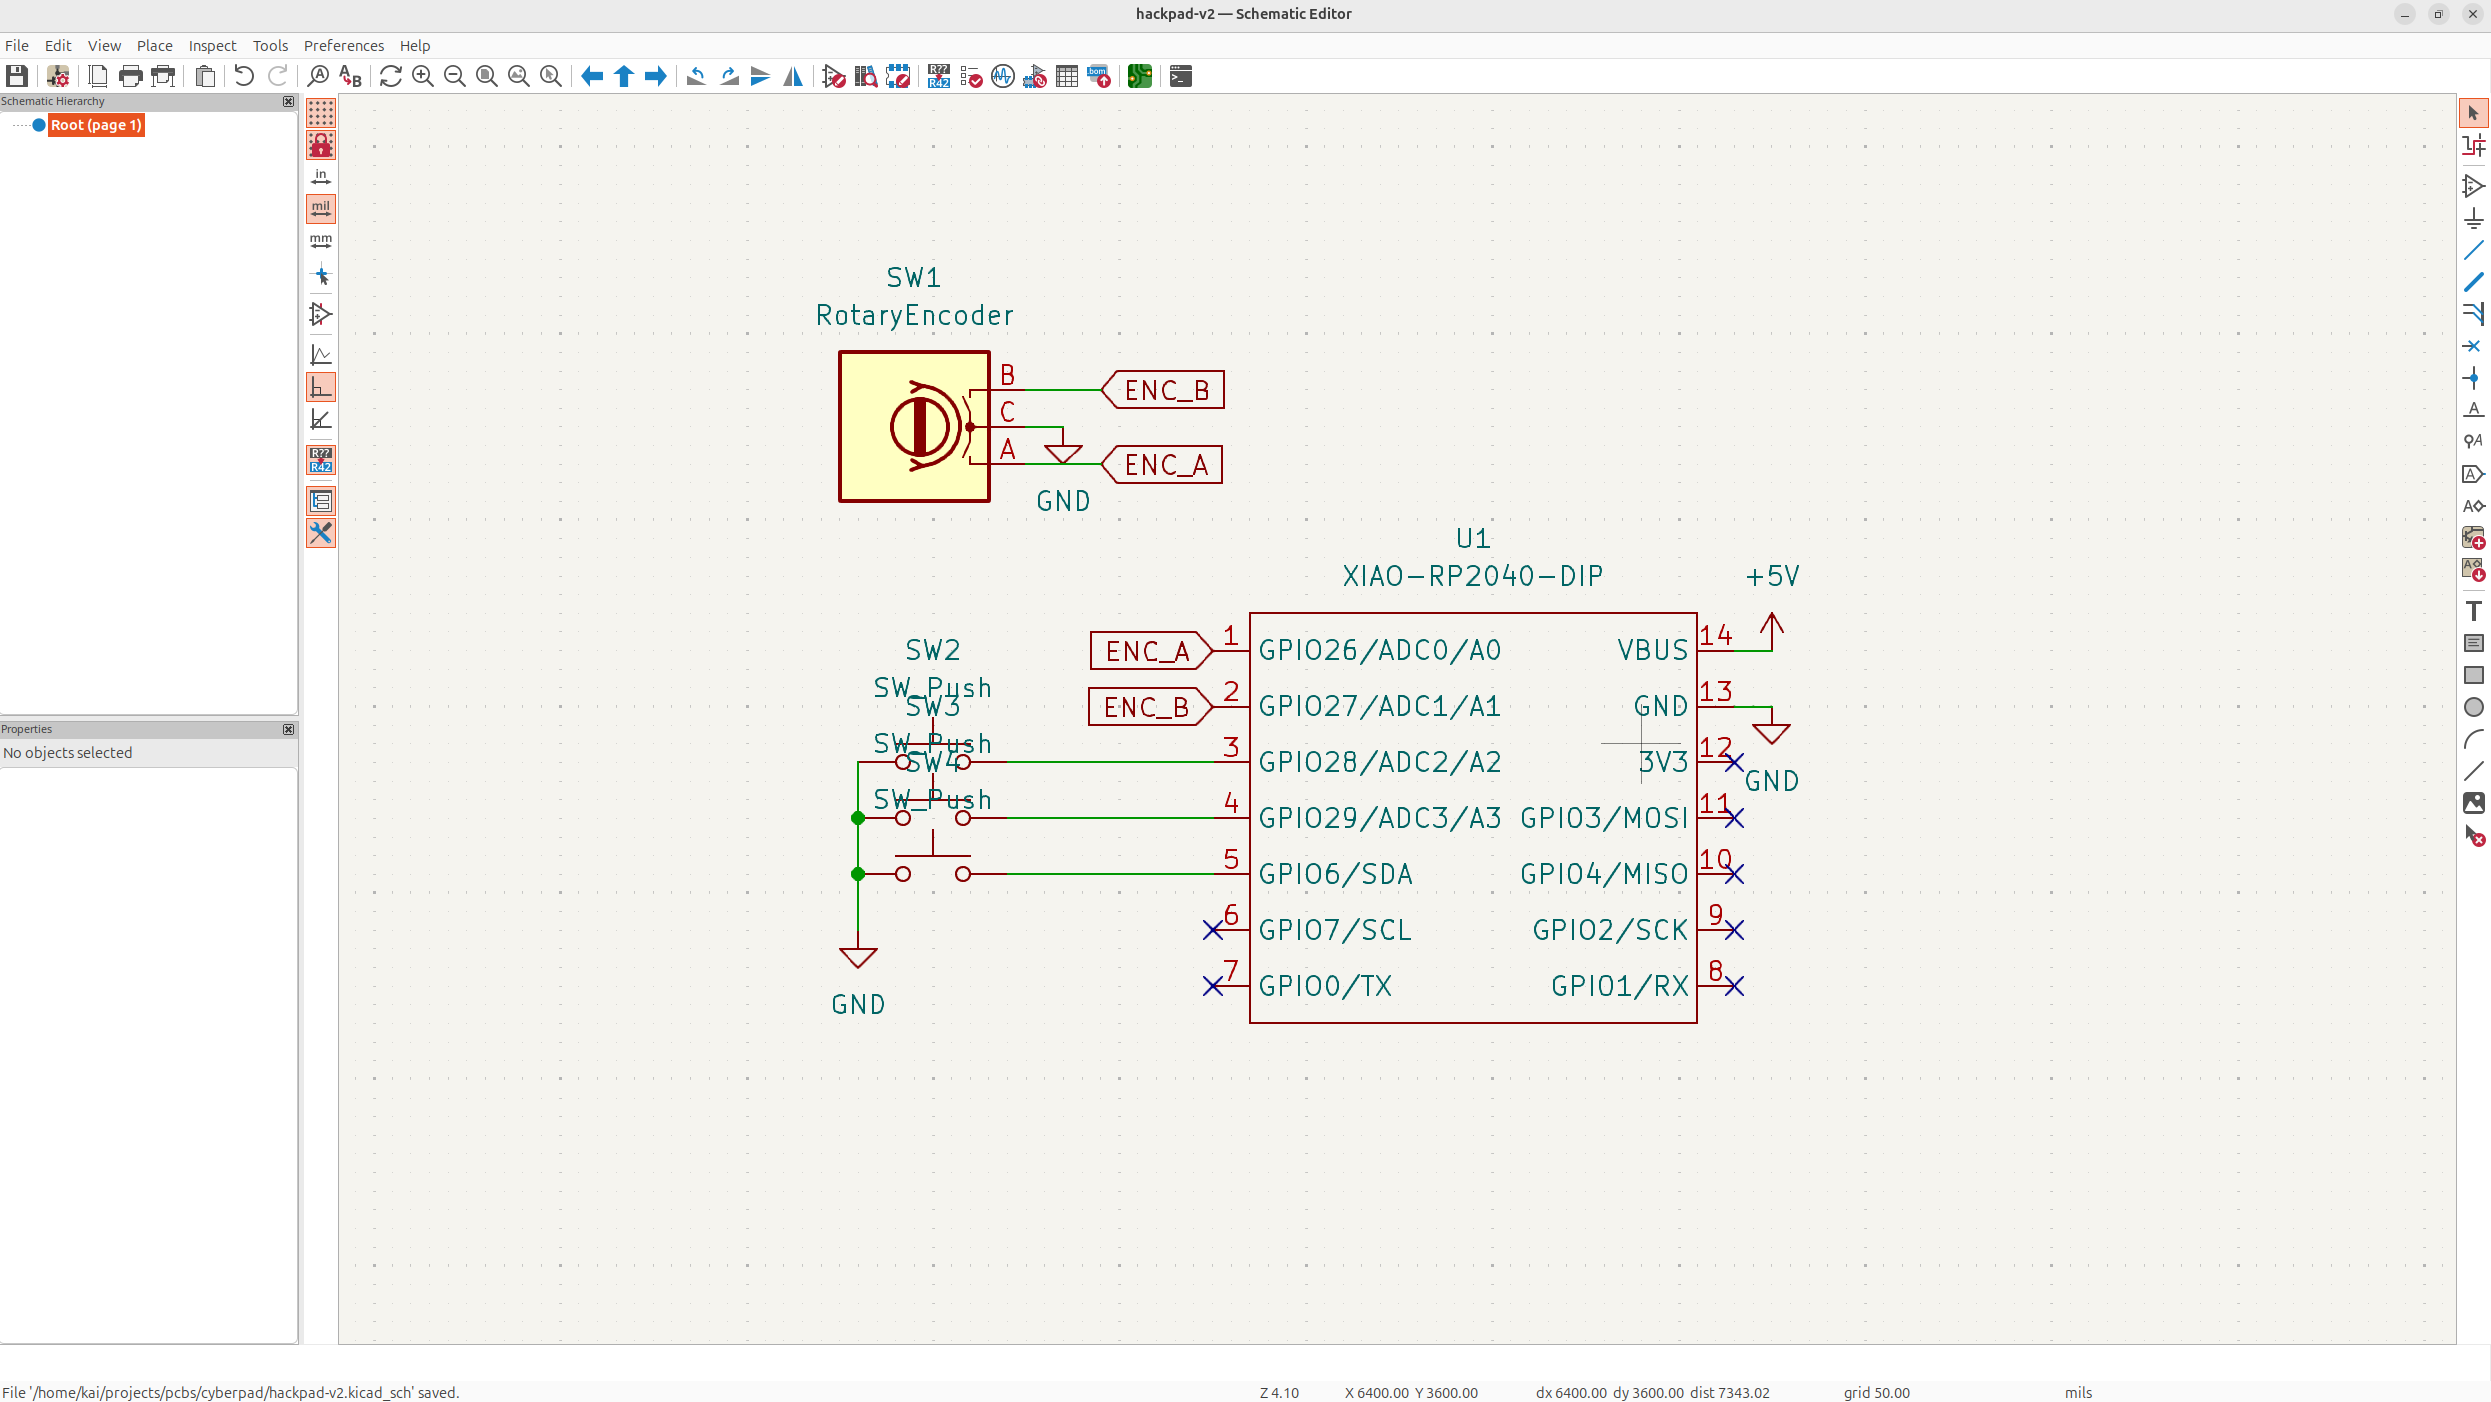 hackpad-v2 — Schematic Editor
File Edit View Place Inspect Tools Preferences Help
Schematic Hierarchy
Root (page 1)
in
mil
mm
R??
R42
Properties
No objects selected
SW1
RotaryEncoder
B
C
A
ENC_B
ENC_A
GND
U1
XIAO-RP2040-DIP
+5V
ENC_A
ENC_B
1 GPIO26/ADC0/A0 VBUS 14
2 GPIO27/ADC1/A1 GND 13
3 GPIO28/ADC2/A2 3V3 12
4 GPIO29/ADC3/A3 GPIO3/MOSI 11
5 GPIO6/SDA GPIO4/MISO 10
6 GPIO7/SCL GPIO2/SCK 9
7 GPIO0/TX GPIO1/RX 8
GND
SW2
SW_Push
SW3
SW_Push
SW4
SW_Push
GND
File '/home/kai/projects/pcbs/cyberpad/hackpad-v2.kicad_sch' saved.
Z 4.10 X 6400.00 Y 3600.00 dx 6400.00 dy 3600.00 dist 7343.02 grid 50.00 mils